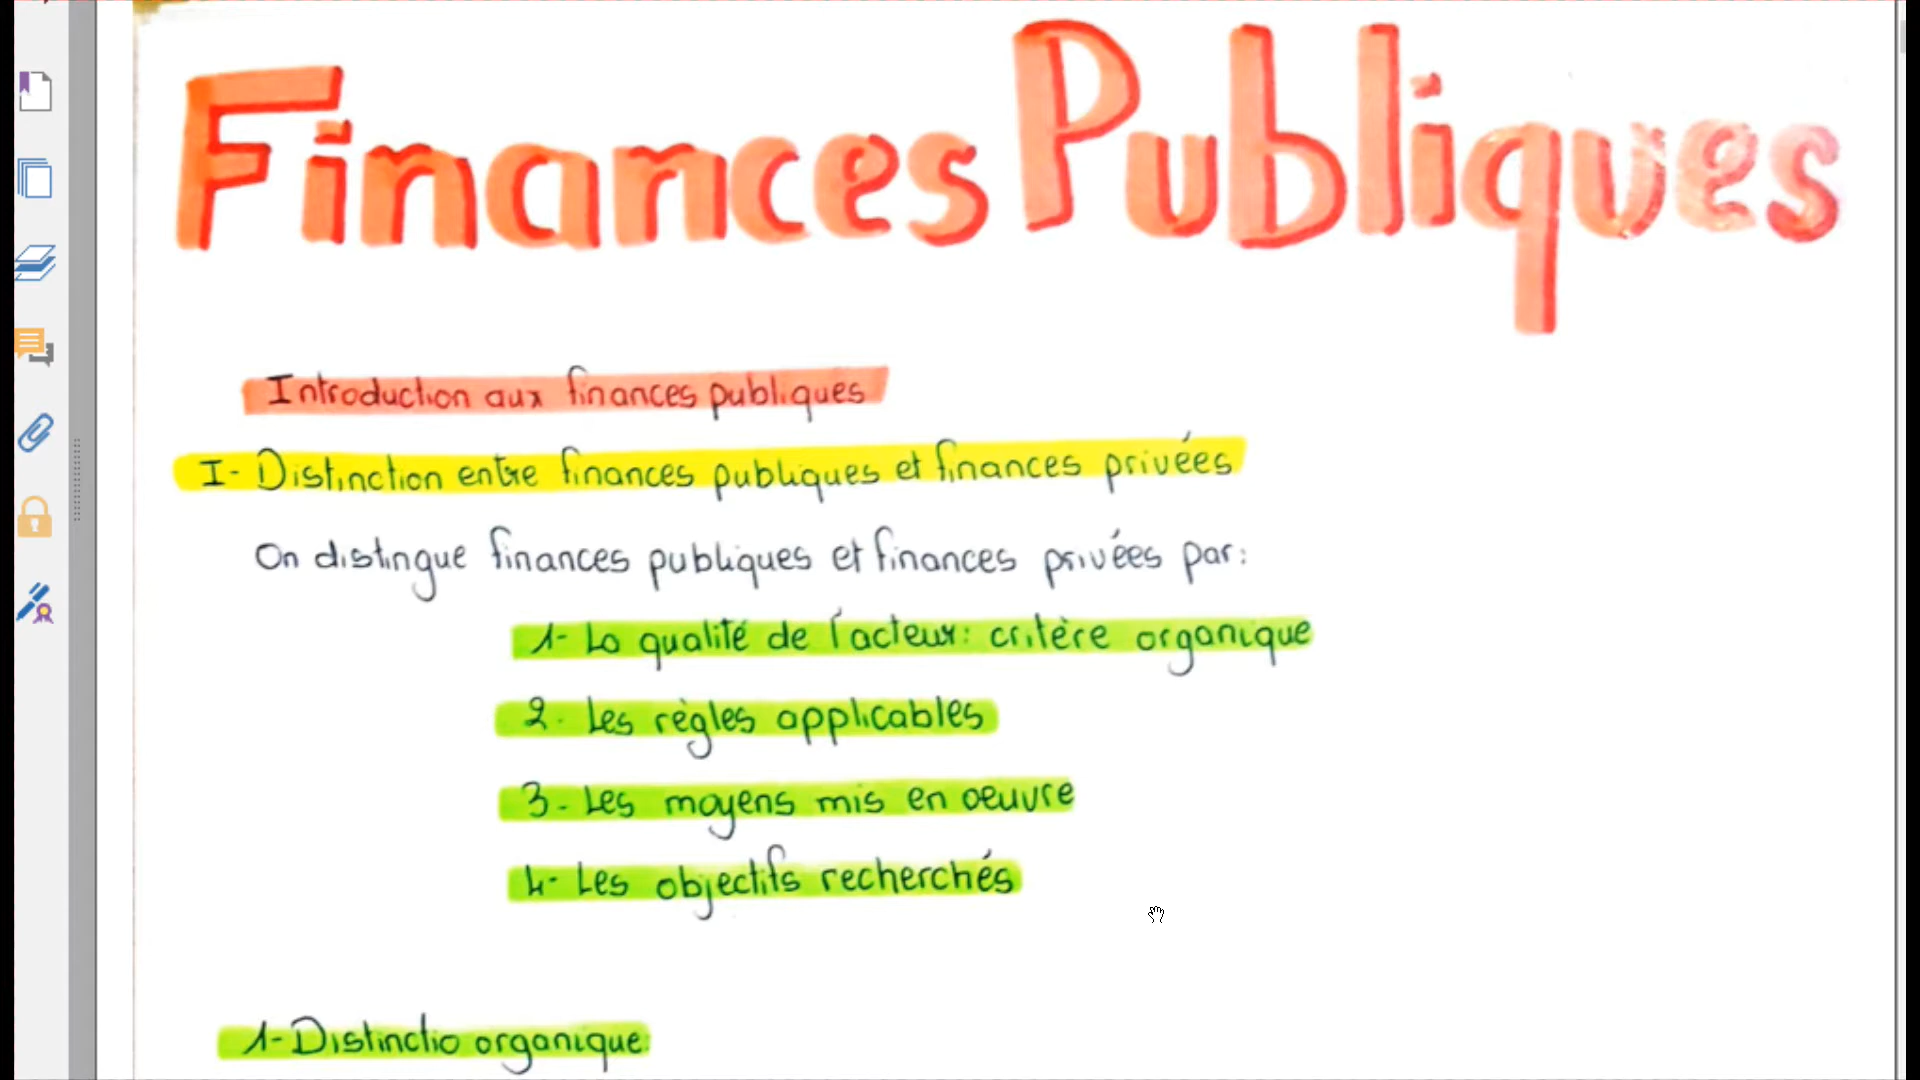 Finances Publiques
Introduction aux finances publiques
I- Distinction entre finances publiques et finances privées
On distingue finances publiques et finances privées par:
1- La qualité de l'acteur: critère organique
2- Les règles applicables
3- Les moyens mis en oeuvre
4- Les objectifs recherchés
1- Distinctio organique: